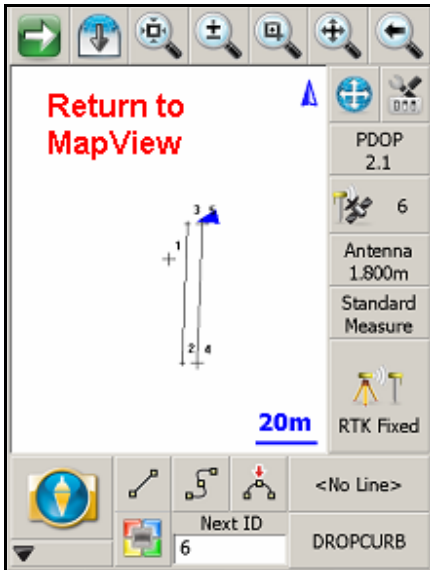 Return to
MapView
PDOP
2.1
6
Antenna
1.800m
Standard
Measure
RTK Fixed
3 5
1
2 4
20m
<No Line>
Next ID
6
DROPCURB